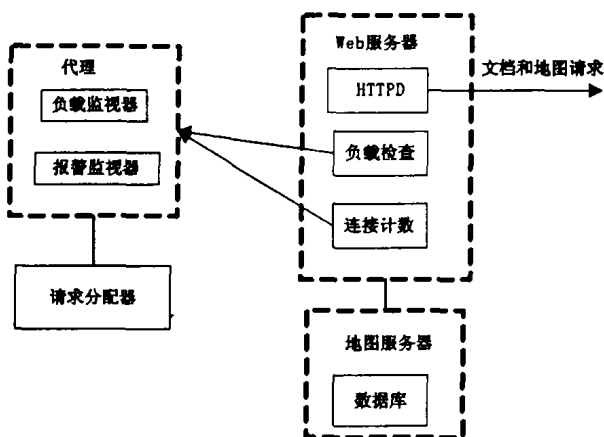 代理
负载监视器
报警监视器
请求分配器
Web服务器
HTTPD
负载检查
连接计数
文档和地图请求
地图服务器
数据库